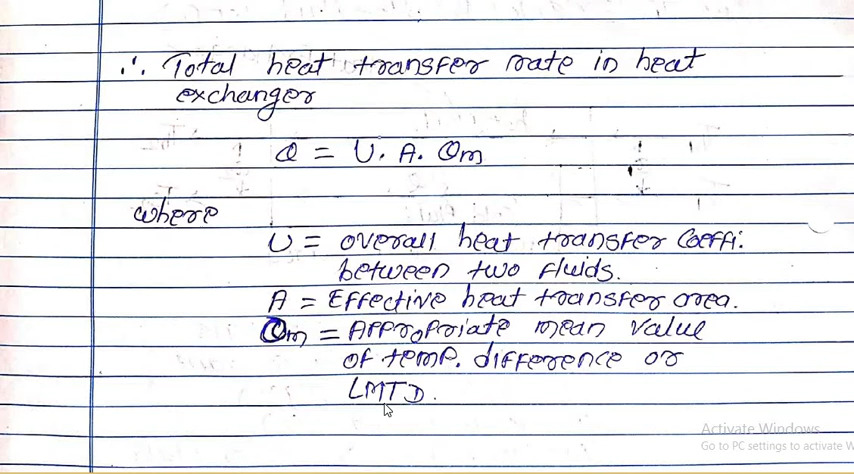 ∴ Total heat transfer rate in heat
exchanger
Q = U. A. Θm
where
U = overall heat transfer coeffi.
between two fluids.
A = Effective heat transfer area.
Θm = Appropriate mean value
of temp. difference or
LMTD.
Activate Windows
Go to PC settings to activate W